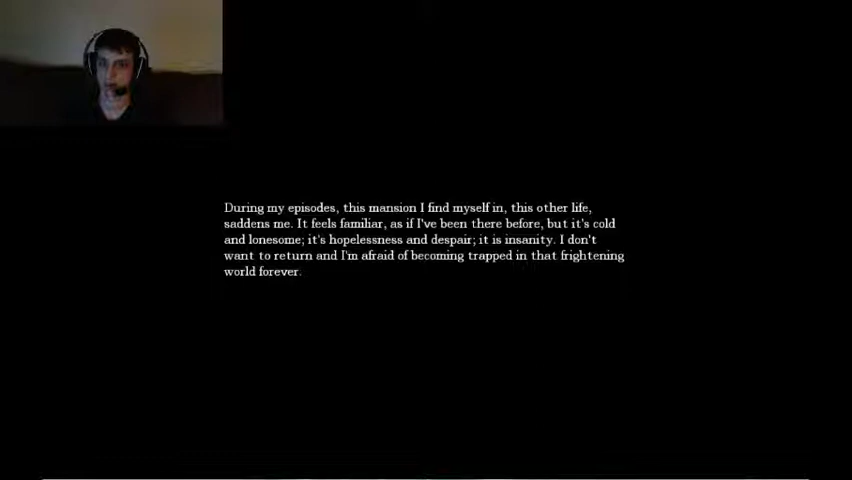 During my episodes, this mansion I find myself in, this other life,
saddens me. It feels familiar, as if I've been there before, but it's cold
and lonesome; it's hopelessness and despair; it is insanity. I don't
want to return and I'm afraid of becoming trapped in that frightening
world forever.